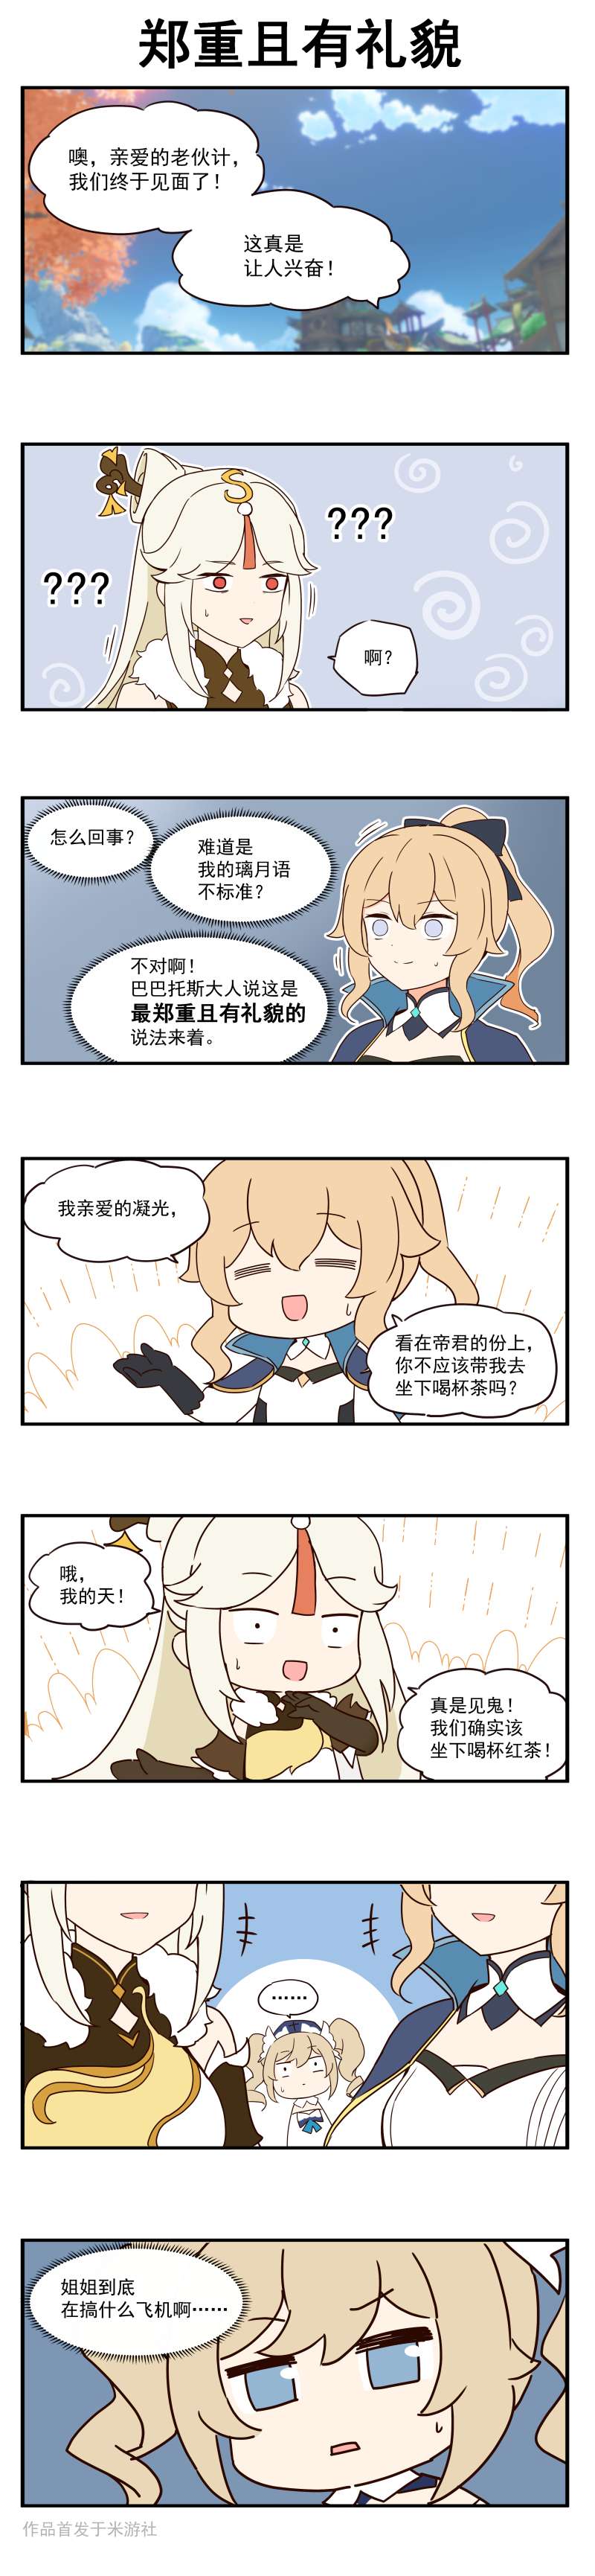 郑重且有礼貌
噢，亲爱的老伙计，
我们终于见面了！
这真是
让人兴奋！
???
???
啊？
怎么回事？
难道是
我的璃月语
不标准？
不对啊！
巴巴托斯大人说这是
最郑重且有礼貌的
说法来着。
我亲爱的凝光，
看在帝君的份上，
你不应该带我去
坐下喝杯茶吗？
哦，
我的天！
真是见鬼！
我们确实该
坐下喝杯红茶！
……
姐姐到底
在搞什么飞机啊……
作品首发于米游社